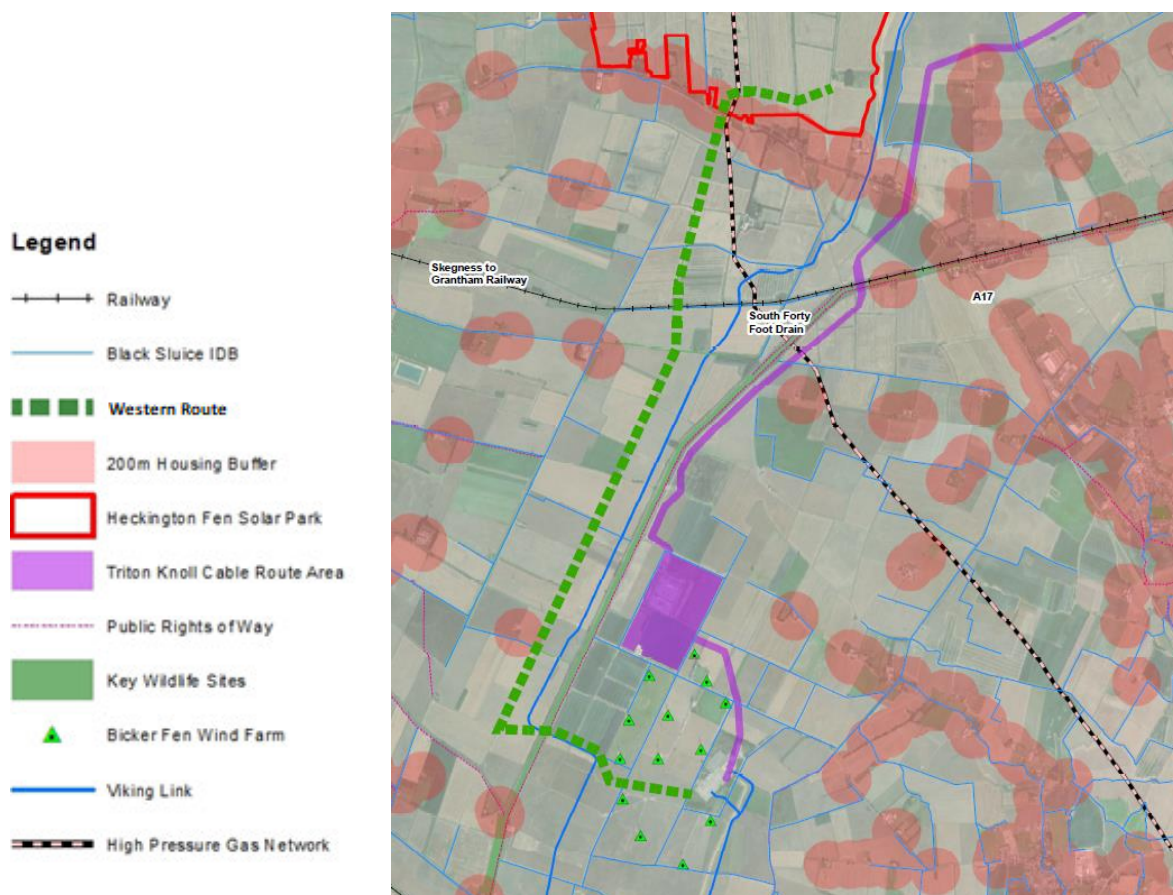 Legend
Railway
Black Sluice IDB
Western Route
200m Housing Buffer
Heckington Fen Solar Park
Triton Knoll Cable Route Area
Public Rights of Way
Key Wildlife Sites
Bicker Fen Wind Farm
Viking Link
High Pressure Gas Network
Skegness to
Grantham Railway
South Forty
Foot Drain
A17